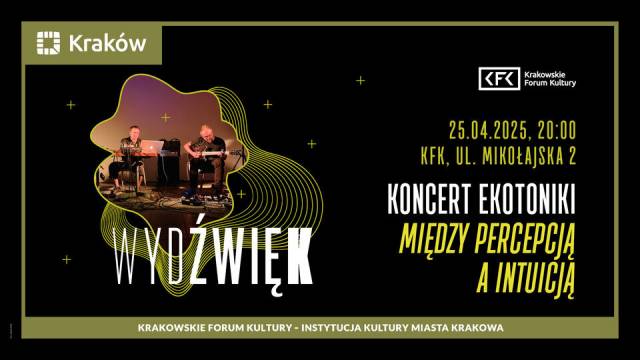 Kraków
KFK
Krakowskie
Forum Kultury
25.04.2025, 20:00
KFK, UL. MIKOŁAJSKA 2
KONCERT EKOTONIKI
MIĘDZY PERCEPCJĄ
A INTUICJĄ
WYDŹWIĘK
KRAKOWSKIE FORUM KULTURY – INSTYTUCJA KULTURY MIASTA KRAKOWA